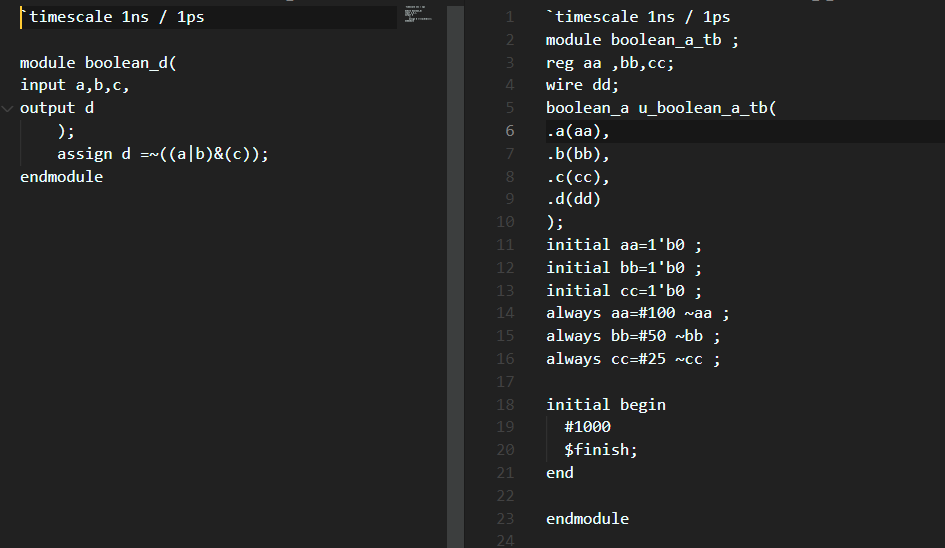 `timescale 1ns / 1ps
module boolean_d(
input a,b,c,
output d
);
assign d =~((a|b)&(c));
endmodule
1 `timescale 1ns / 1ps
2 module boolean_a_tb ;
3 reg aa ,bb,cc;
4 wire dd;
5 boolean_a u_boolean_a_tb(
6 .a(aa),
7 .b(bb),
8 .c(cc),
9 .d(dd)
10 );
11 initial aa=1'b0 ;
12 initial bb=1'b0 ;
13 initial cc=1'b0 ;
14 always aa=#100 ~aa ;
15 always bb=#50 ~bb ;
16 always cc=#25 ~cc ;
17
18 initial begin
19 #1000
20 $finish;
21 end
22
23 endmodule
24